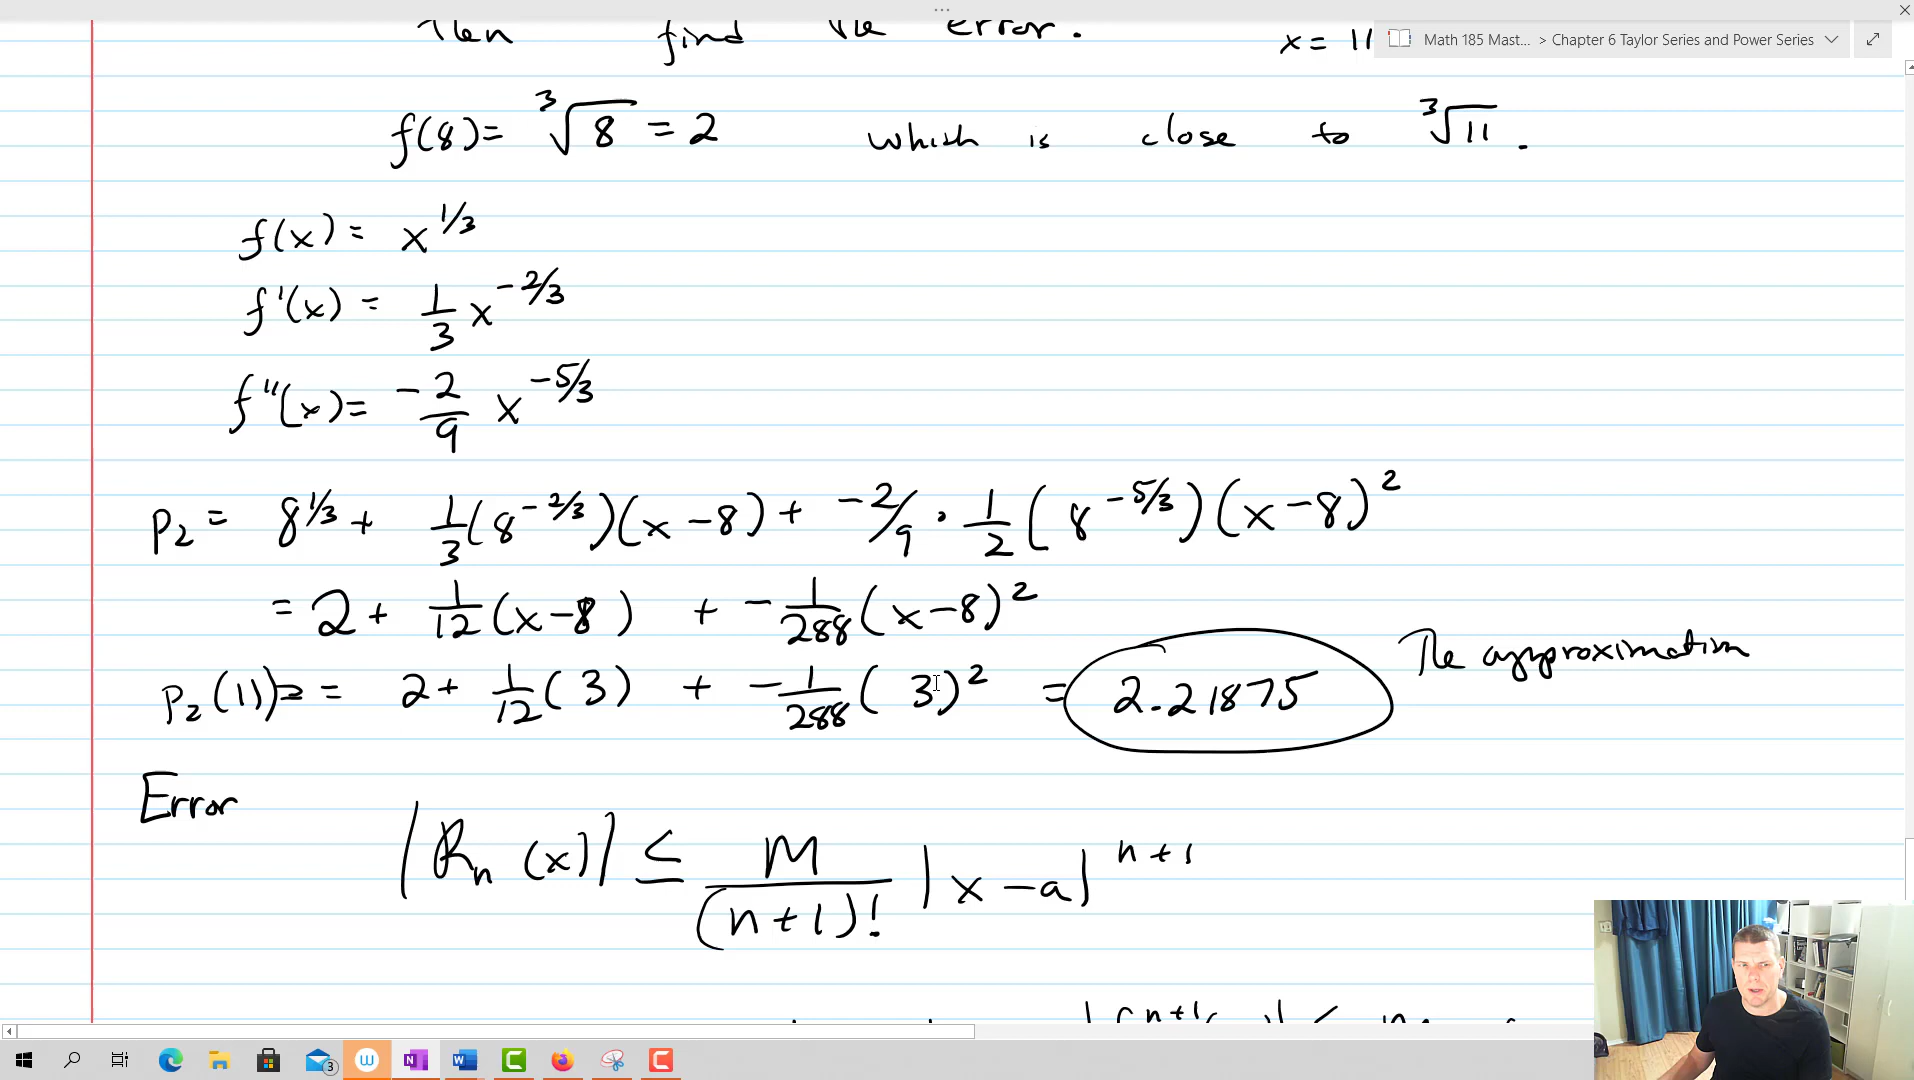 Then find the error. x = 11
Math 185 Mast... > Chapter 6 Taylor Series and Power Series
f(8) = ∛8 = 2 which is close to ∛11.
f(x) = x^1/3
f'(x) = 1/3 x^-2/3
f''(x) = -2/9 x^-5/3
P₂ = 8^1/3 + 1/3(8^-2/3)(x-8) + -2/9 · 1/2(8^-5/3)(x-8)^2
= 2 + 1/12(x-8) + -1/288(x-8)^2
The approximation
P₂(11) = = 2 + 1/12(3) + -1/288(3)^2 = 2.21875
Error
|Rn(x)| ≤ M/(n+1)! |x-a|^n+1
3